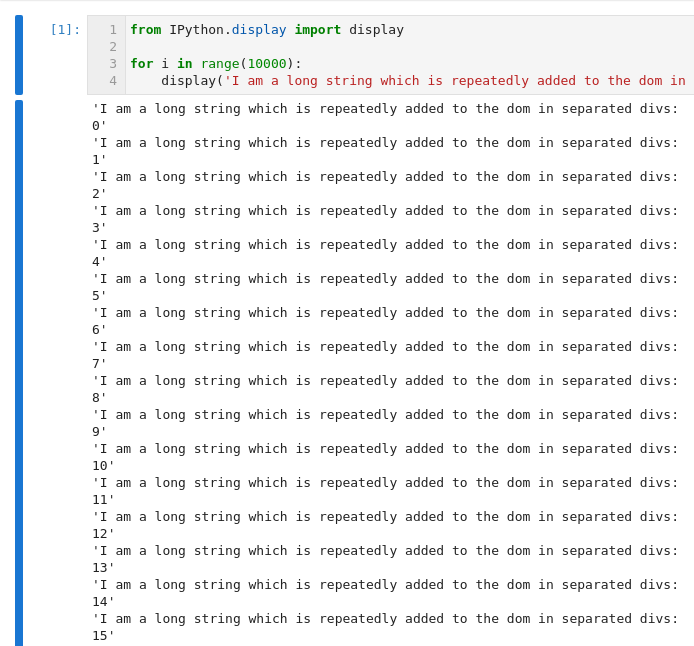 [1]:
1 from IPython.display import display
2
3 for i in range(10000):
4     display('I am a long string which is repeatedly added to the dom in
'I am a long string which is repeatedly added to the dom in separated divs:
0'
'I am a long string which is repeatedly added to the dom in separated divs:
1'
'I am a long string which is repeatedly added to the dom in separated divs:
2'
'I am a long string which is repeatedly added to the dom in separated divs:
3'
'I am a long string which is repeatedly added to the dom in separated divs:
4'
'I am a long string which is repeatedly added to the dom in separated divs:
5'
'I am a long string which is repeatedly added to the dom in separated divs:
6'
'I am a long string which is repeatedly added to the dom in separated divs:
7'
'I am a long string which is repeatedly added to the dom in separated divs:
8'
'I am a long string which is repeatedly added to the dom in separated divs:
9'
'I am a long string which is repeatedly added to the dom in separated divs:
10'
'I am a long string which is repeatedly added to the dom in separated divs:
11'
'I am a long string which is repeatedly added to the dom in separated divs:
12'
'I am a long string which is repeatedly added to the dom in separated divs:
13'
'I am a long string which is repeatedly added to the dom in separated divs:
14'
'I am a long string which is repeatedly added to the dom in separated divs:
15'